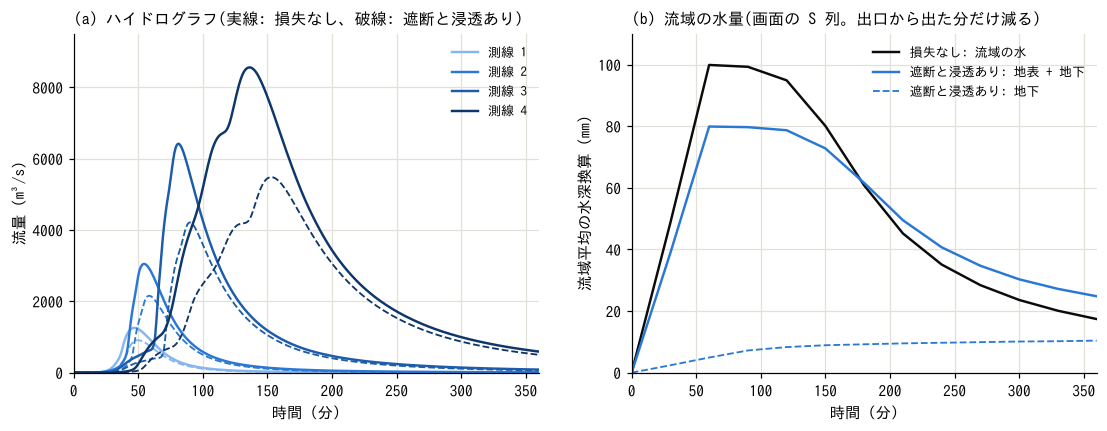 (a) ハイドログラフ(実線: 損失なし、破線: 遮断と浸透あり)
測線 1
測線 2
測線 3
測線 4
流量 (m³/s)
8000
6000
4000
2000
0
0 50 100 150 200 250 300 350
時間 (分)
(b) 流域の水量(画面の S 列。出口から出た分だけ減る)
損失なし: 流域の水
遮断と浸透あり: 地表 + 地下
遮断と浸透あり: 地下
流域平均の水深換算 (mm)
100
80
60
40
20
0
0 50 100 150 200 250 300 350
時間 (分)